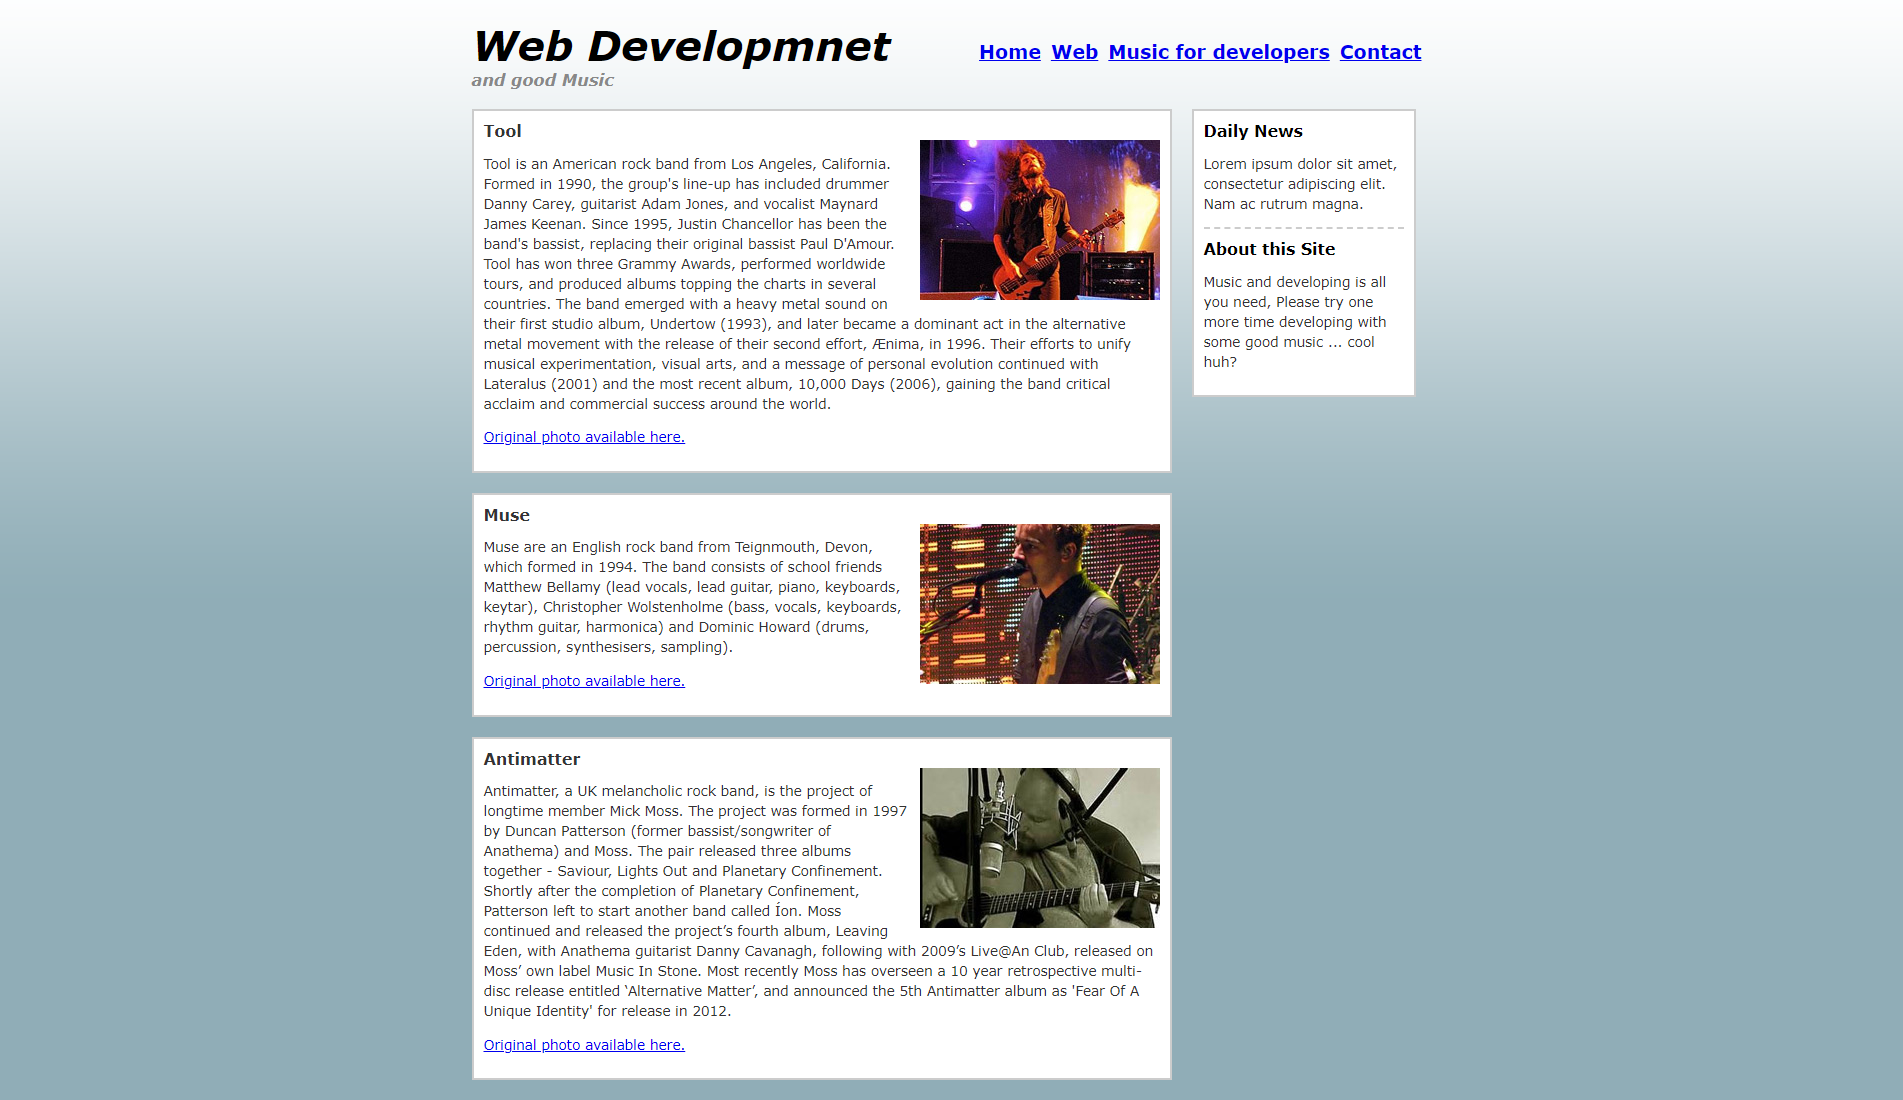 Web Developmnet
and good Music
Home Web Music for developers Contact
Tool
Tool is an American rock band from Los Angeles, California.
Formed in 1990, the group's line-up has included drummer
Danny Carey, guitarist Adam Jones, and vocalist Maynard
James Keenan. Since 1995, Justin Chancellor has been the
band's bassist, replacing their original bassist Paul D'Amour.
Tool has won three Grammy Awards, performed worldwide
tours, and produced albums topping the charts in several
countries. The band emerged with a heavy metal sound on
their first studio album, Undertow (1993), and later became a dominant act in the alternative
metal movement with the release of their second effort, Ænima, in 1996. Their efforts to unify
musical experimentation, visual arts, and a message of personal evolution continued with
Lateralus (2001) and the most recent album, 10,000 Days (2006), gaining the band critical
acclaim and commercial success around the world.
Original photo available here.
Muse
Muse are an English rock band from Teignmouth, Devon,
which formed in 1994. The band consists of school friends
Matthew Bellamy (lead vocals, lead guitar, piano, keyboards,
keytar), Christopher Wolstenholme (bass, vocals, keyboards,
rhythm guitar, harmonica) and Dominic Howard (drums,
percussion, synthesisers, sampling).
Original photo available here.
Antimatter
Antimatter, a UK melancholic rock band, is the project of
longtime member Mick Moss. The project was formed in 1997
by Duncan Patterson (former bassist/songwriter of
Anathema) and Moss. The pair released three albums
together - Saviour, Lights Out and Planetary Confinement.
Shortly after the completion of Planetary Confinement,
Patterson left to start another band called Íon. Moss
continued and released the project’s fourth album, Leaving
Eden, with Anathema guitarist Danny Cavanagh, following with 2009’s Live@An Club, released on
Moss’ own label Music In Stone. Most recently Moss has overseen a 10 year retrospective multi-
disc release entitled ‘Alternative Matter’, and announced the 5th Antimatter album as 'Fear Of A
Unique Identity' for release in 2012.
Original photo available here.
Daily News
Lorem ipsum dolor sit amet,
consectetur adipiscing elit.
Nam ac rutrum magna.
About this Site
Music and developing is all
you need, Please try one
more time developing with
some good music ... cool
huh?